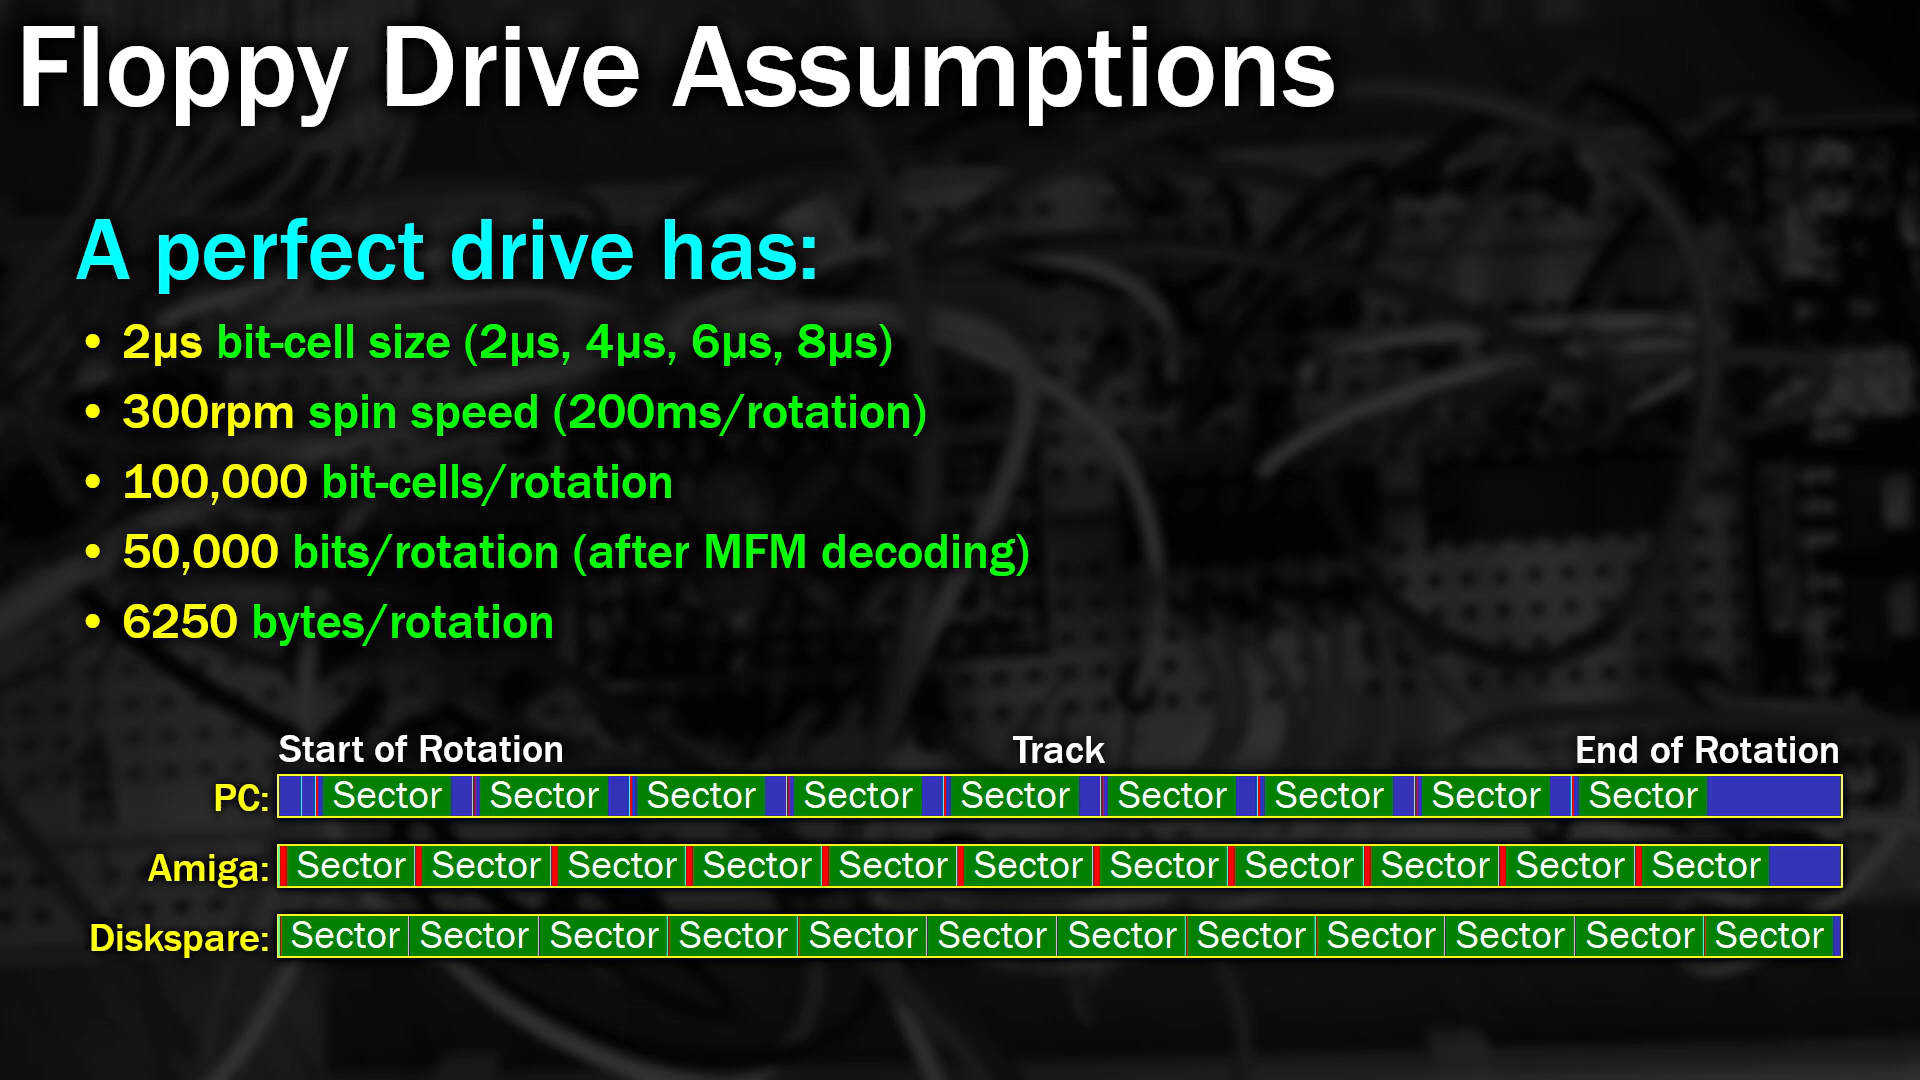 Floppy Drive Assumptions
A perfect drive has:
• 2µs bit-cell size (2µs, 4µs, 6µs, 8µs)
• 300rpm spin speed (200ms/rotation)
• 100,000 bit-cells/rotation
• 50,000 bits/rotation (after MFM decoding)
• 6250 bytes/rotation
Start of Rotation Track End of Rotation
PC: Sector Sector Sector Sector Sector Sector Sector Sector Sector
Amiga: Sector Sector Sector Sector Sector Sector Sector Sector Sector Sector Sector
Diskspare: Sector Sector Sector Sector Sector Sector Sector Sector Sector Sector Sector Sector